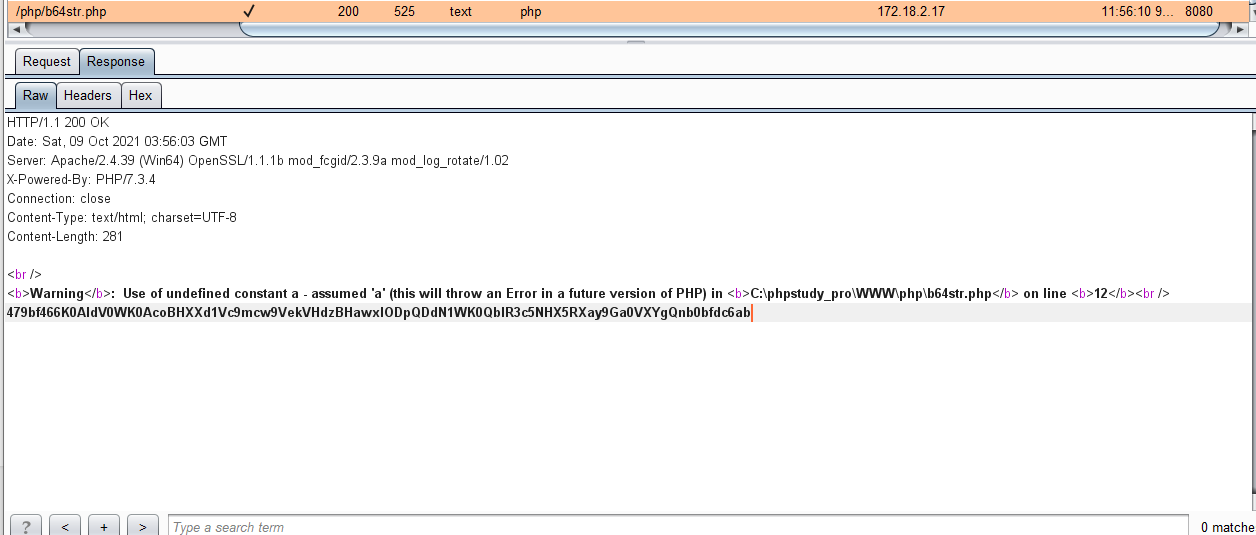 /php/b64str.php ✓ 200 525 text php 172.18.2.17 11:56:10 9... 8080
Request Response
Raw Headers Hex
HTTP/1.1 200 OK
Date: Sat, 09 Oct 2021 03:56:03 GMT
Server: Apache/2.4.39 (Win64) OpenSSL/1.1.1b mod_fcgid/2.3.9a mod_log_rotate/1.02
X-Powered-By: PHP/7.3.4
Connection: close
Content-Type: text/html; charset=UTF-8
Content-Length: 281
<br />
<b>Warning</b>:  Use of undefined constant a - assumed 'a' (this will throw an Error in a future version of PHP) in <b>C:\phpstudy_pro\WWW\php\b64str.php</b> on line <b>12</b><br />
479bf466K0AIdV0WK0AcoBHXXd1Vc9mcw9VekVHdzBHawxlODpQDdN1WK0QblR3c5NHX5RXay9Ga0VXYgQnb0bfdc6ab
? < + > Type a search term 0 matche